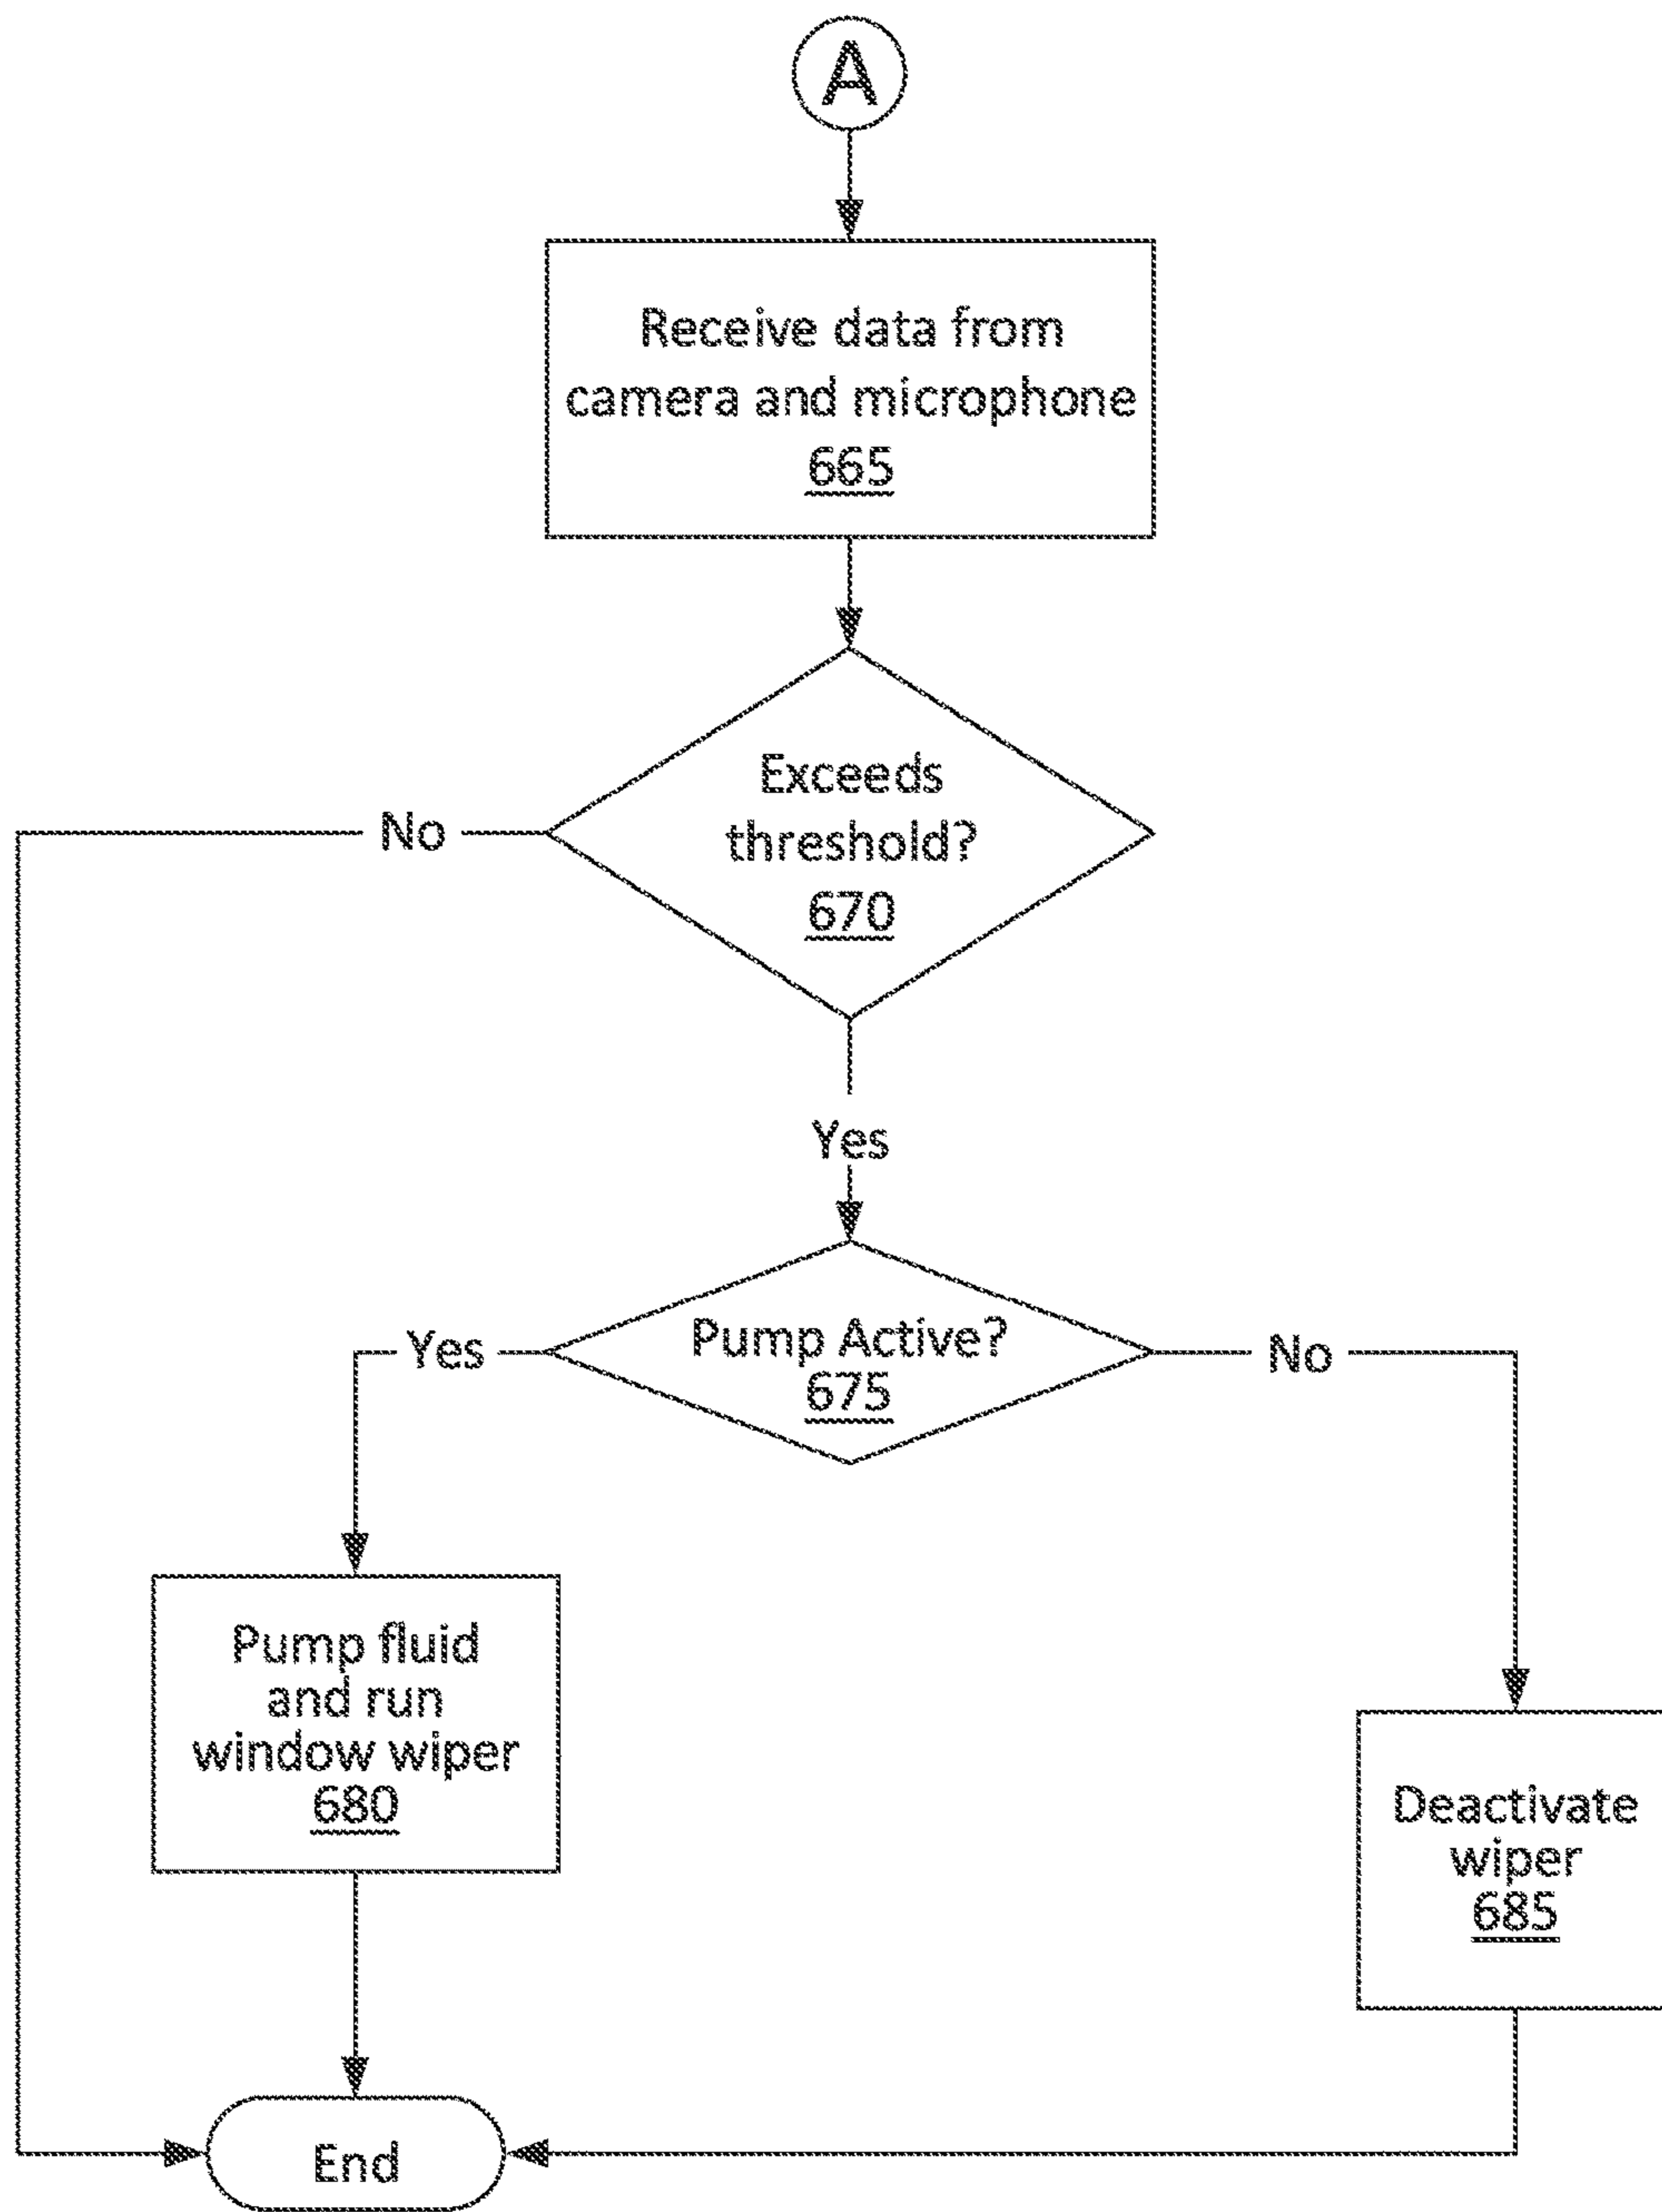 A
Receive data from
camera and microphone
665
Exceeds
threshold?
670
No
Yes
Pump Active?
675
Yes
No
Pump fluid
and run
window wiper
680
Deactivate
wiper
685
End